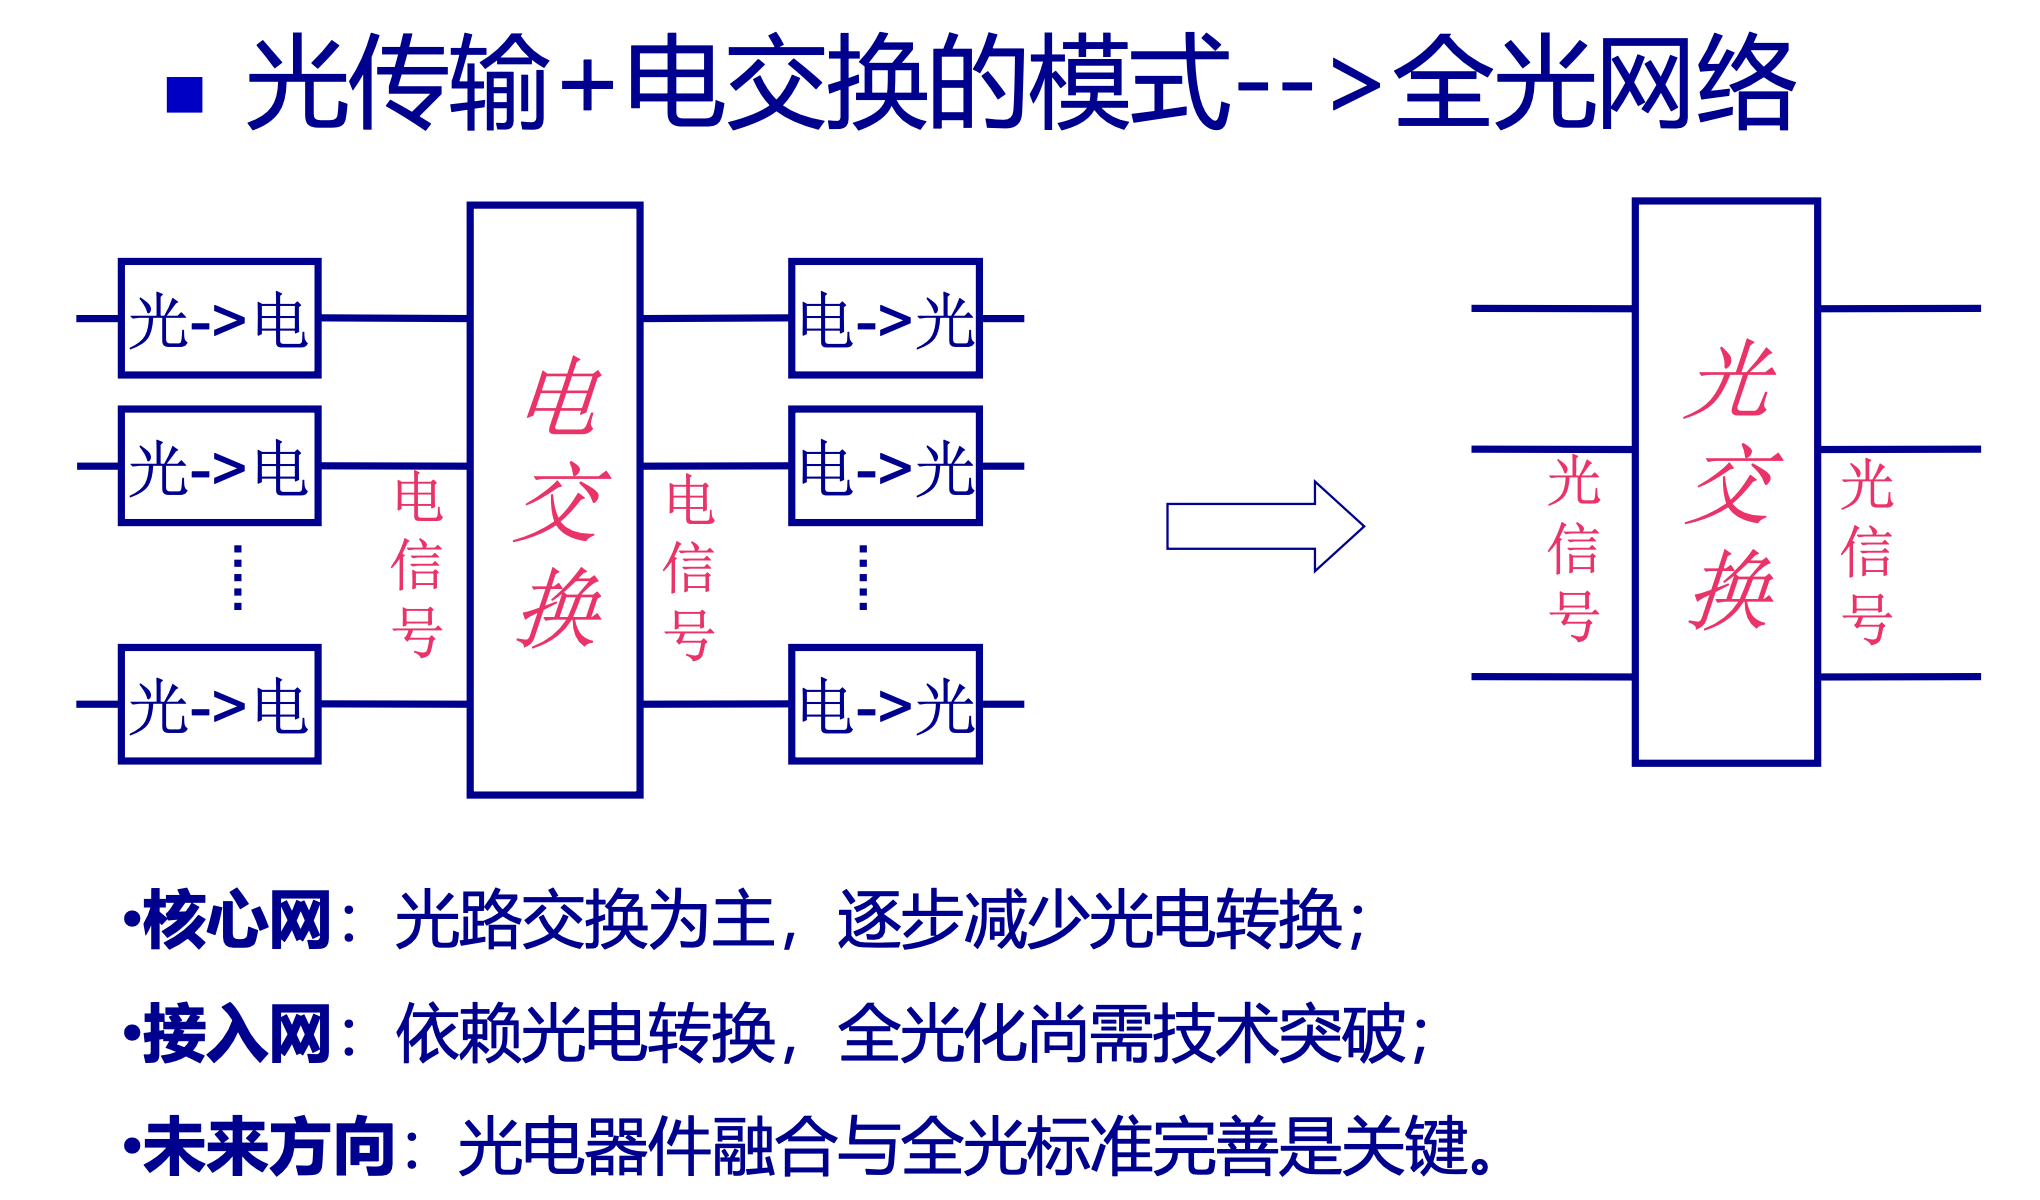 ▪ 光传输+电交换的模式-->全光网络
光->电
光->电
光->电
电信号
电交换
电信号
电->光
电->光
电->光
光信号
光交换
光信号
•核心网：光路交换为主，逐步减少光电转换；
•接入网：依赖光电转换，全光化尚需技术突破；
•未来方向：光电器件融合与全光标准完善是关键。